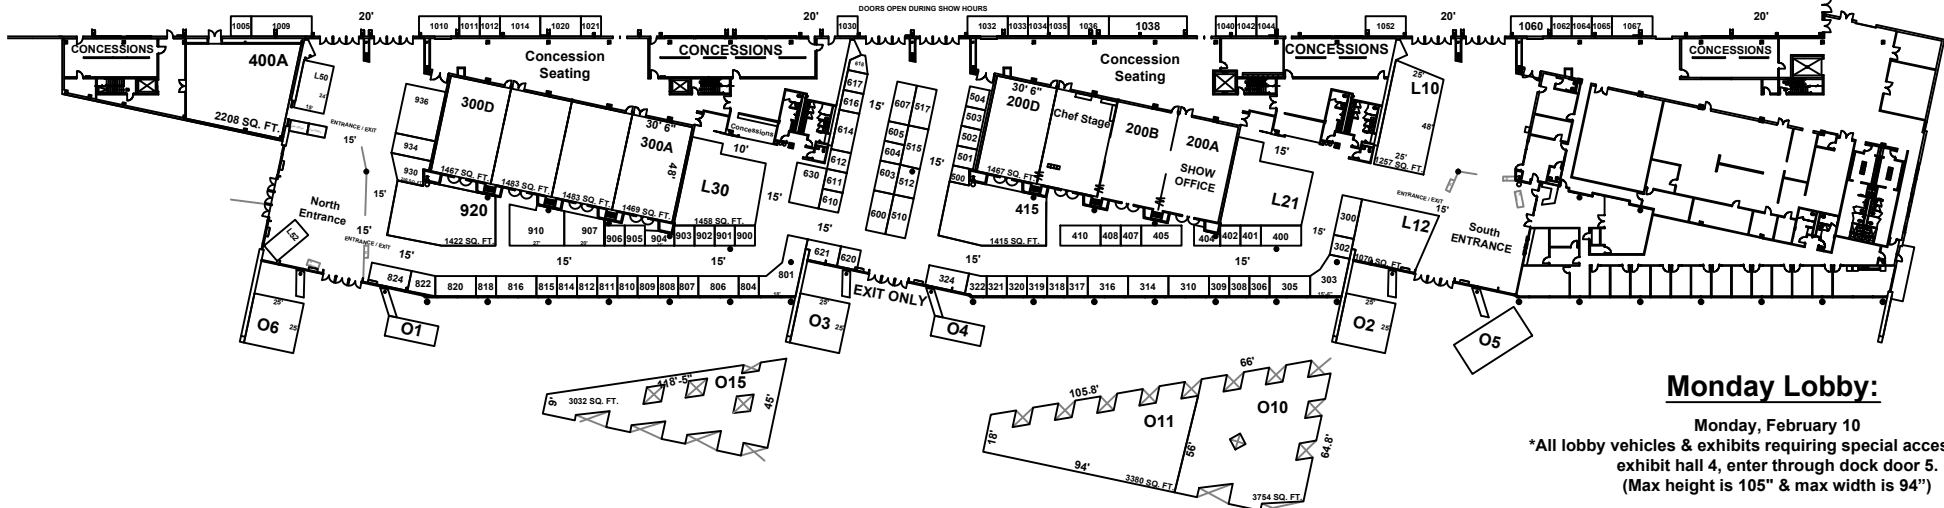 DOORS OPEN DURING SHOW HOURS
20'
1005
1009
20'
1010
1011
1012
1014
1020
1021
20'
1030
1032
1033
1034
1035
1036
1038
1040
1042
1044
1052
20'
1060
1062
1064
1065
1067
20'
CONCESSIONS
400A
2208 SQ. FT.
L50
24'
ENTRANCE / EXIT
15'
Concession
Seating
CONCESSIONS
Concession
Seating
CONCESSIONS
CONCESSIONS
936
934
930
15'
300D
30' 6"
300A
48'
1467 SQ. FT.
1483 SQ. FT.
1483 SQ. FT.
1469 SQ. FT.
Concessions
10'
L30
1458 SQ. FT.
15'
630
618
617
616
614
612
611
610
15'
607
517
605
515
604
603
512
600
510
15'
504
503
502
501
500
200D
30' 6"
Chef Stage
200B
200A
SHOW
OFFICE
1467 SQ. FT.
15'
L21
25'
L10
48'
25'
1257 SQ. FT.
North
Entrance
15'
L52
ENTRANCE / EXIT
15'
920
1422 SQ. FT.
910
27'
907
20'
906
905
904
903
902
901
900
15'
15'
15'
415
1415 SQ. FT.
410
408
407
405
404
402
401
400
15'
15'
300
302
303
15'-6"
L12
1070 SQ. FT.
ENTRANCE / EXIT
15'
South
ENTRANCE
824
822
820
818
816
815
814
812
811
810
809
808
807
806
804
801
15'
621
620
EXIT ONLY
324
322
321
320
319
318
317
316
314
310
309
308
306
305
25'
O6
25'
O1
25'
O3
25'
O4
25'
O2
25'
O5
118'-5"
O15
9'
3032 SQ. FT.
45'
105.8'
66'
O11
O10
18'
94'
56'
64.8'
3380 SQ. FT.
3754 SQ. FT.
Monday Lobby:
Monday, February 10
*All lobby vehicles & exhibits requiring special acces
exhibit hall 4, enter through dock door 5.
(Max height is 105" & max width is 94")